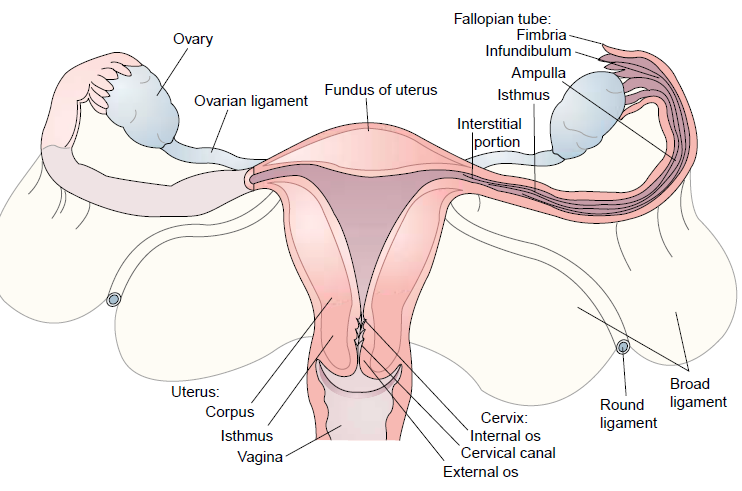 Fallopian tube:
Fimbria
Infundibulum
Ampulla
Isthmus
Interstitial
portion
Ovary
Ovarian ligament
Fundus of uterus
Uterus:
Corpus
Isthmus
Vagina
Cervix:
Internal os
Cervical canal
External os
Round
ligament
Broad
ligament